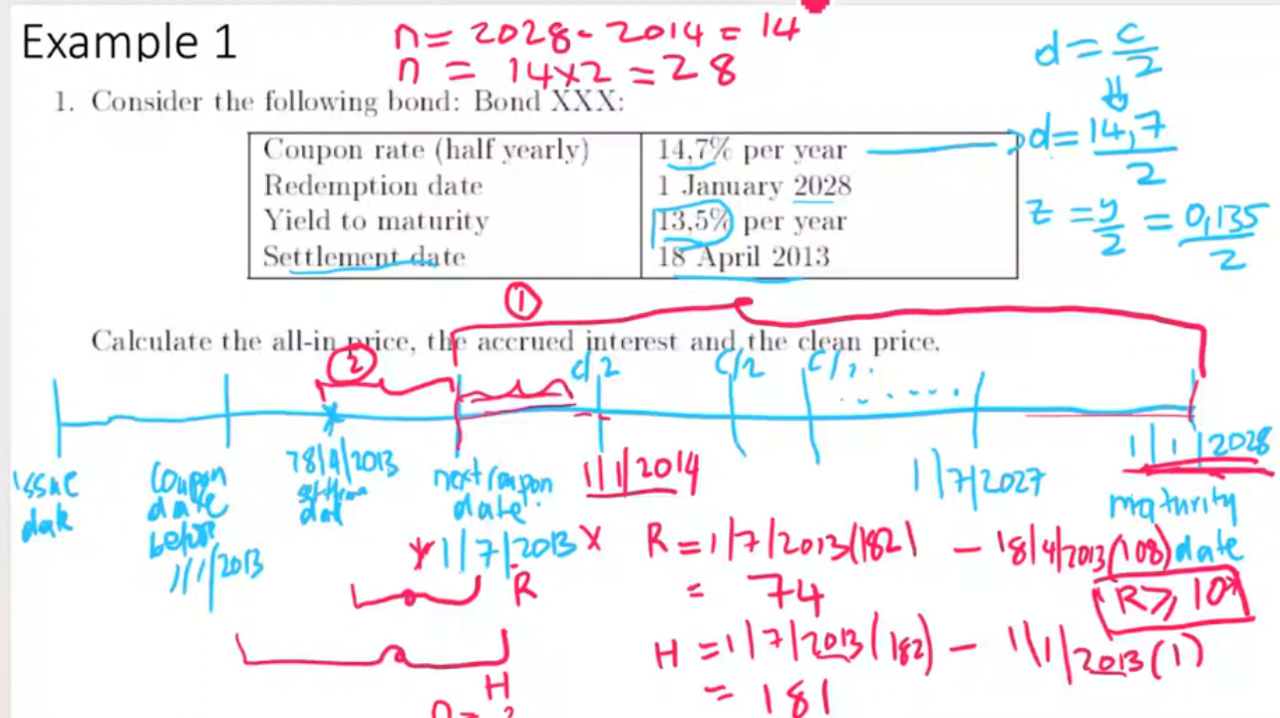 Example 1
n = 2028 - 2014 = 14
n = 14×2 = 28
d = c/2
⇓
1. Consider the following bond: Bond XXX:
Coupon rate (half yearly) 14,7% per year
d = 14,7/2
Redemption date 1 January 2028
Yield to maturity 13,5% per year
z = y/2 = 0,135/2
Settlement date 18 April 2013
①
Calculate the all-in price, the accrued interest and the clean price.
②
c/2 C/2 C/
issue date
coupon date before 1/1/2013
18/4/2013
date
next coupon date
* 1/7/2013 ×
1/1/2014
1/7/2027
1/1/2028
maturity date
R = 1/7/2013(182) - 18/4/2013(108)
= 74
R ≥ 10
R
H = 1/7/2013(182) - 1/1/2013(1)
= 181
H